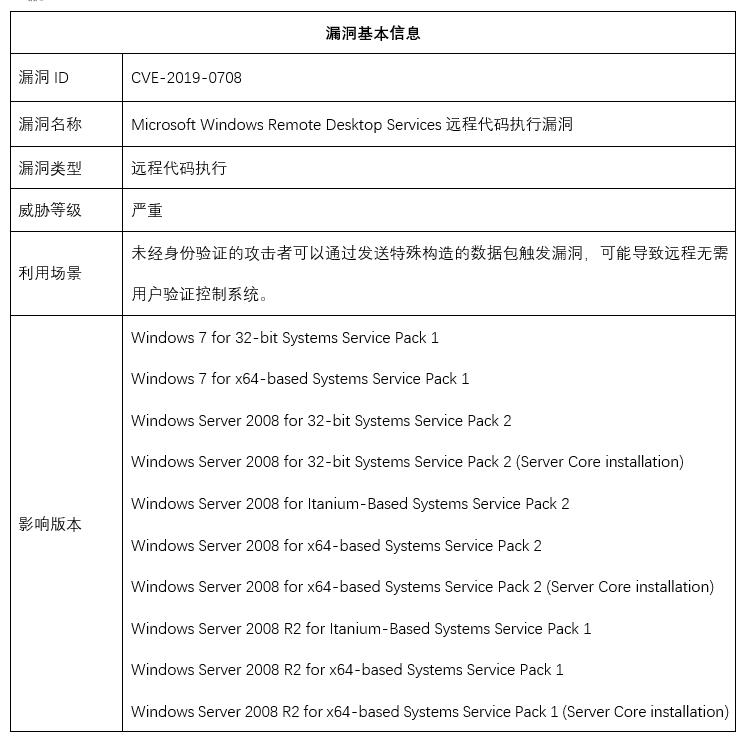 漏洞基本信息
漏洞 ID
CVE-2019-0708
漏洞名称
Microsoft Windows Remote Desktop Services 远程代码执行漏洞
漏洞类型
远程代码执行
威胁等级
严重
利用场景
未经身份验证的攻击者可以通过发送特殊构造的数据包触发漏洞，可能导致远程无需
用户验证控制系统。
影响版本
Windows 7 for 32-bit Systems Service Pack 1
Windows 7 for x64-based Systems Service Pack 1
Windows Server 2008 for 32-bit Systems Service Pack 2
Windows Server 2008 for 32-bit Systems Service Pack 2 (Server Core installation)
Windows Server 2008 for Itanium-Based Systems Service Pack 2
Windows Server 2008 for x64-based Systems Service Pack 2
Windows Server 2008 for x64-based Systems Service Pack 2 (Server Core installation)
Windows Server 2008 R2 for Itanium-Based Systems Service Pack 1
Windows Server 2008 R2 for x64-based Systems Service Pack 1
Windows Server 2008 R2 for x64-based Systems Service Pack 1 (Server Core installation)